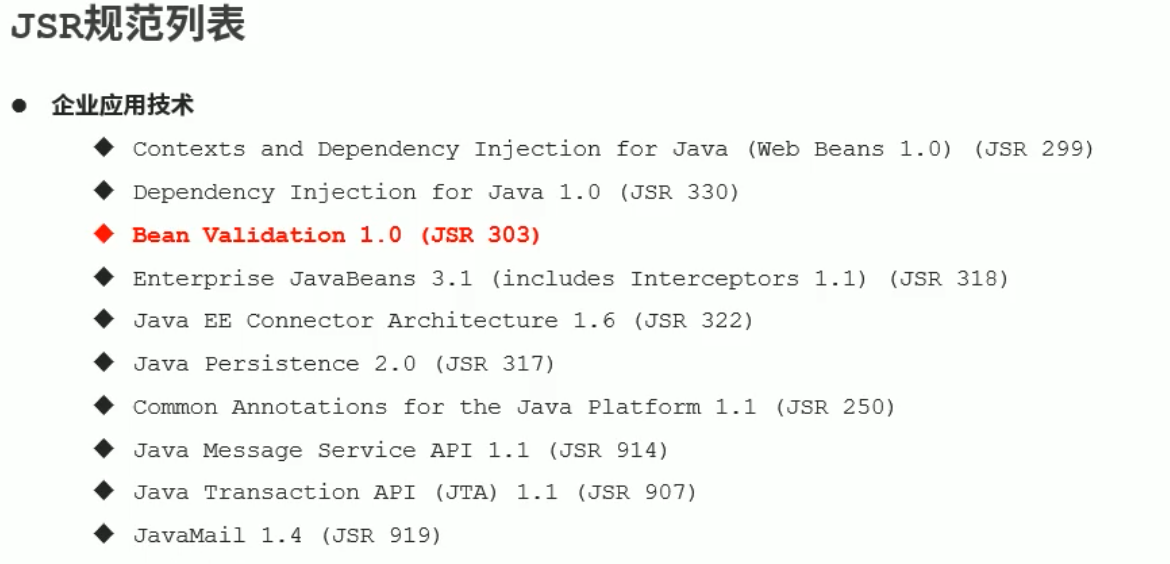 JSR规范列表
● 企业应用技术
◆ Contexts and Dependency Injection for Java (Web Beans 1.0) (JSR 299)
◆ Dependency Injection for Java 1.0 (JSR 330)
◆ Bean Validation 1.0 (JSR 303)
◆ Enterprise JavaBeans 3.1 (includes Interceptors 1.1) (JSR 318)
◆ Java EE Connector Architecture 1.6 (JSR 322)
◆ Java Persistence 2.0 (JSR 317)
◆ Common Annotations for the Java Platform 1.1 (JSR 250)
◆ Java Message Service API 1.1 (JSR 914)
◆ Java Transaction API (JTA) 1.1 (JSR 907)
◆ JavaMail 1.4 (JSR 919)